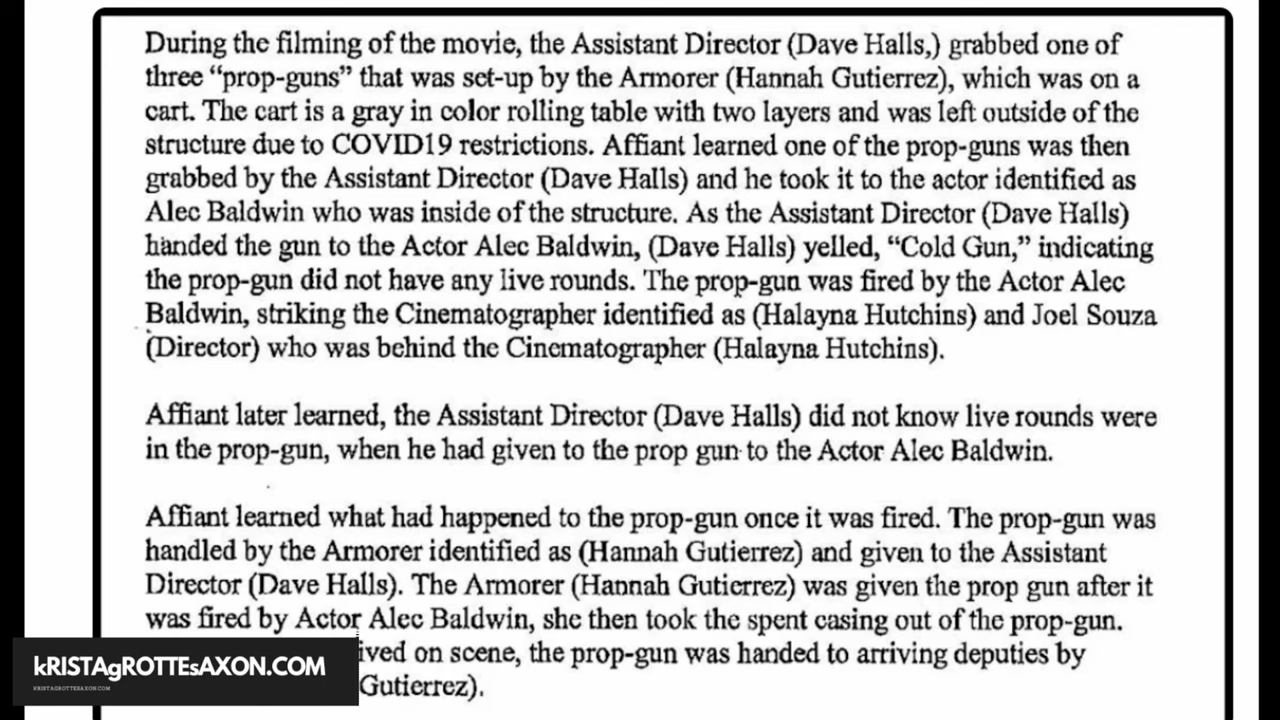 During the filming of the movie, the Assistant Director (Dave Halls,) grabbed one of
three “prop-guns” that was set-up by the Armorer (Hannah Gutierrez), which was on a
cart. The cart is a gray in color rolling table with two layers and was left outside of the
structure due to COVID19 restrictions. Affiant learned one of the prop-guns was then
grabbed by the Assistant Director (Dave Halls) and he took it to the actor identified as
Alec Baldwin who was inside of the structure. As the Assistant Director (Dave Halls)
handed the gun to the Actor Alec Baldwin, (Dave Halls) yelled, “Cold Gun,” indicating
the prop-gun did not have any live rounds. The prop-gun was fired by the Actor Alec
Baldwin, striking the Cinematographer identified as (Halayna Hutchins) and Joel Souza
(Director) who was behind the Cinematographer (Halayna Hutchins).
Affiant later learned, the Assistant Director (Dave Halls) did not know live rounds were
in the prop-gun, when he had given to the prop gun to the Actor Alec Baldwin.
Affiant learned what had happened to the prop-gun once it was fired. The prop-gun was
handled by the Armorer identified as (Hannah Gutierrez) and given to the Assistant
Director (Dave Halls). The Armorer (Hannah Gutierrez) was given the prop gun after it
was fired by Actor Alec Baldwin, she then took the spent casing out of the prop-gun.
ived on scene, the prop-gun was handed to arriving deputies by
Gutierrez).
kRISTAgROTTEsAXON.COM
KRISTAGROTTESAXON.COM